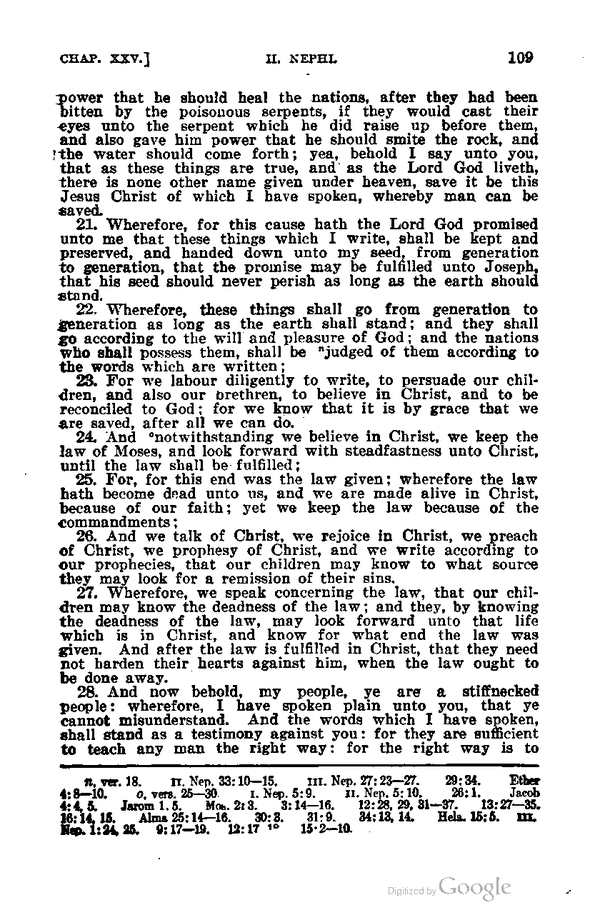 CHAP. XXV.] II. NEPHI. 109
power that he should heal the nations, after they had been
bitten by the poisonous serpents, if they would cast their
eyes unto the serpent which he did raise up before them,
and also gave him power that he should smite the rock, and
the water should come forth; yea, behold I say unto you,
that as these things are true, and as the Lord God liveth,
there is none other name given under heaven, save it be this
Jesus Christ of which I have spoken, whereby man can be
saved.
21. Wherefore, for this cause hath the Lord God promised
unto me that these things which I write, shall be kept and
preserved, and handed down unto my seed, from generation
to generation, that the promise may be fulfilled unto Joseph,
that his seed should never perish as long as the earth should
stand.
22. Wherefore, these things shall go from generation to
generation as long as the earth shall stand; and they shall
go according to the will and pleasure of God; and the nations
who shall possess them, shall be ⁿjudged of them according to
the words which are written;
23. For we labour diligently to write, to persuade our chil-
dren, and also our brethren, to believe in Christ, and to be
reconciled to God; for we know that it is by grace that we
are saved, after all we can do.
24. And ᵒnotwithstanding we believe in Christ, we keep the
law of Moses, and look forward with steadfastness unto Christ,
until the law shall be fulfilled;
25. For, for this end was the law given; wherefore the law
hath become dead unto us, and we are made alive in Christ,
because of our faith; yet we keep the law because of the
commandments;
26. And we talk of Christ, we rejoice in Christ, we preach
of Christ, we prophesy of Christ, and we write according to
our prophecies, that our children may know to what source
they may look for a remission of their sins.
27. Wherefore, we speak concerning the law, that our chil-
dren may know the deadness of the law; and they, by knowing
the deadness of the law, may look forward unto that life
which is in Christ, and know for what end the law was
given. And after the law is fulfilled in Christ, that they need
not harden their hearts against him, when the law ought to
be done away.
28. And now behold, my people, ye are a stiffnecked
people: wherefore, I have spoken plain unto you, that ye
cannot misunderstand. And the words which I have spoken,
shall stand as a testimony against you: for they are sufficient
to teach any man the right way: for the right way is to
n, ver. 18. II. Nep. 33:10–15. III. Nep. 27:23–27. 29:34. Ether
4:8–10. o, vers. 25–30. I. Nep. 5:9. II. Nep. 5:10. 26:1. Jacob
4:4, 5. Jarom 1. 5. Mos. 2:3. 3:14–16. 12:28, 29, 31–37. 13:27–35.
16:14, 15. Alma 25:14–16. 30:3. 31:9. 34:13, 14. Hela. 15:5. III.
Nep. 1:24, 25. 9:17–19. 12:17 15·2–10.
Digitized by Google